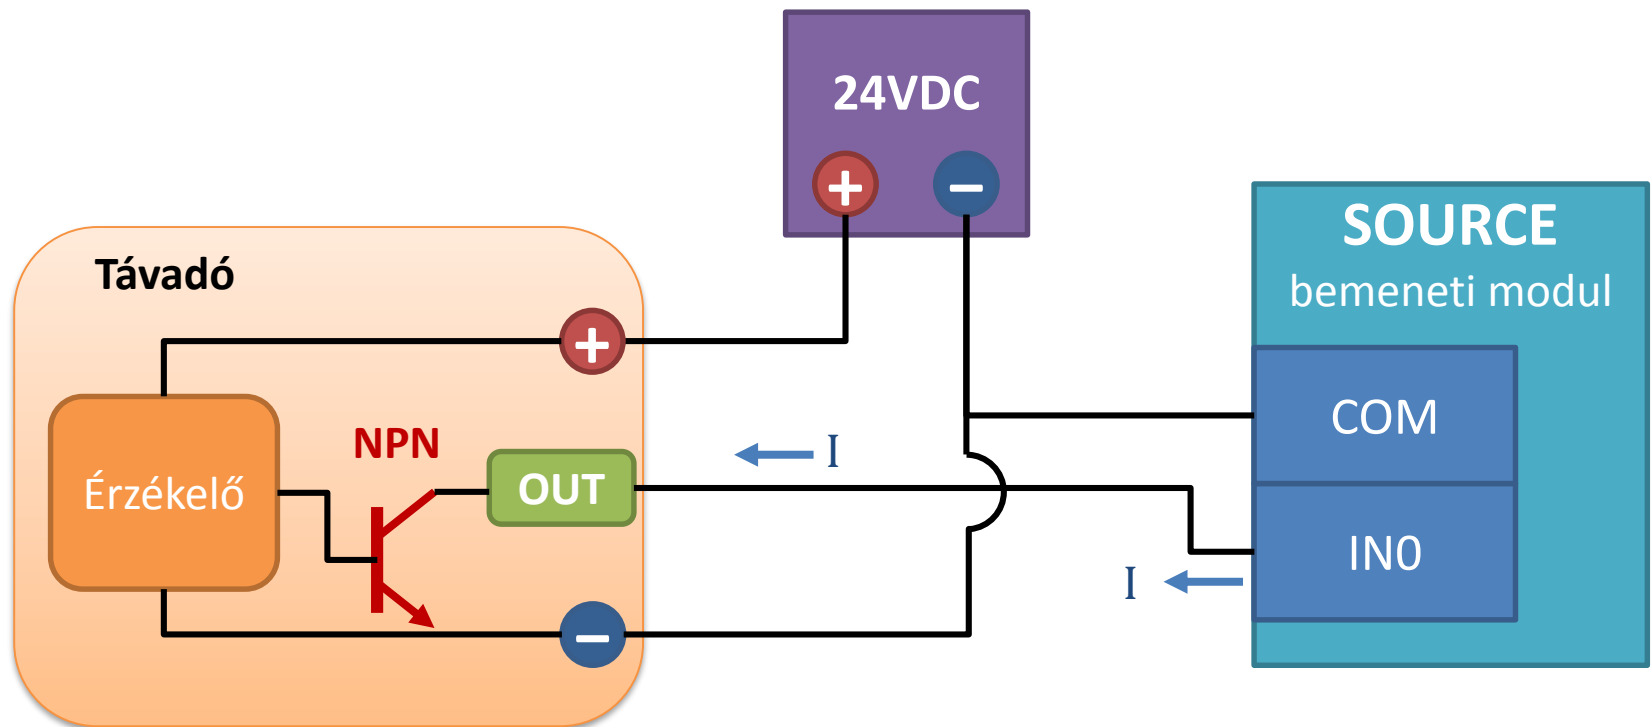 24VDC
+
−
SOURCE
bemeneti modul
Távadó
+
COM
NPN
I
Érzékelő
OUT
IN0
I
−